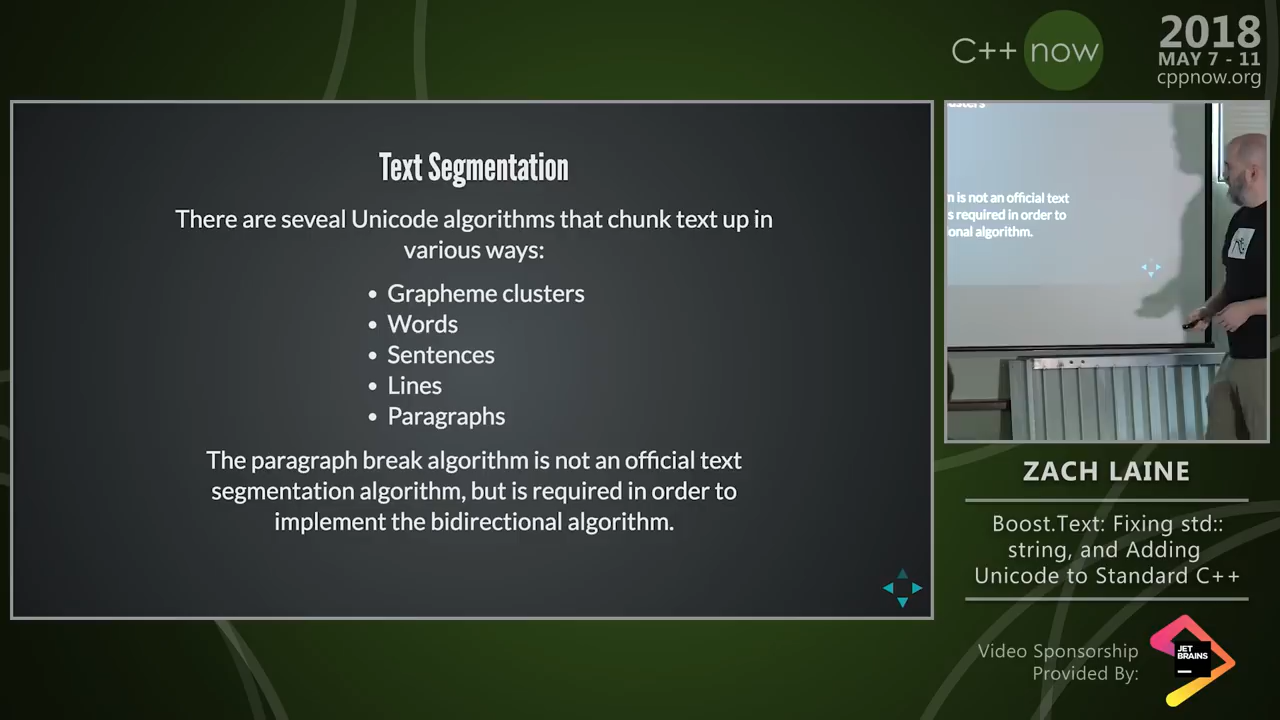 C++ now
2018
MAY 7 - 11
cppnow.org
Text Segmentation
There are seveal Unicode algorithms that chunk text up in
various ways:
• Grapheme clusters
• Words
• Sentences
• Lines
• Paragraphs
The paragraph break algorithm is not an official text
segmentation algorithm, but is required in order to
implement the bidirectional algorithm.
is not an official text
is required in order to
onal algorithm.
ZACH LAINE
Boost.Text: Fixing std::
string, and Adding
Unicode to Standard C++
Video Sponsorship
Provided By:
JET
BRAINS